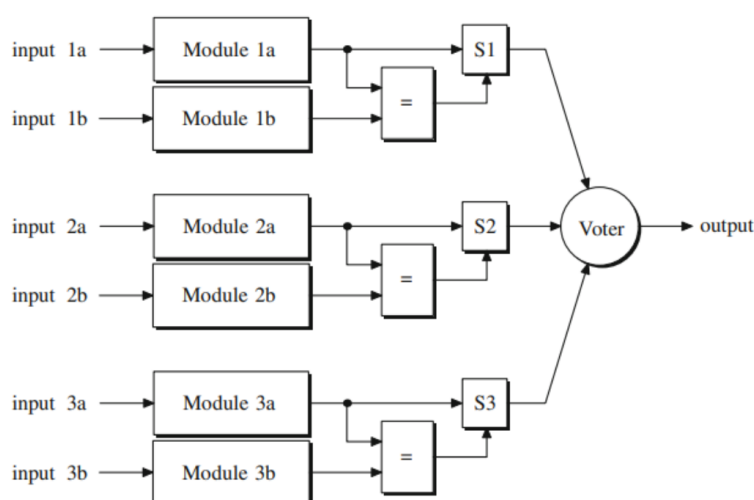 input 1a Module 1a S1
=
input 1b Module 1b
input 2a Module 2a S2 Voter output
=
input 2b Module 2b
input 3a Module 3a S3
=
input 3b Module 3b